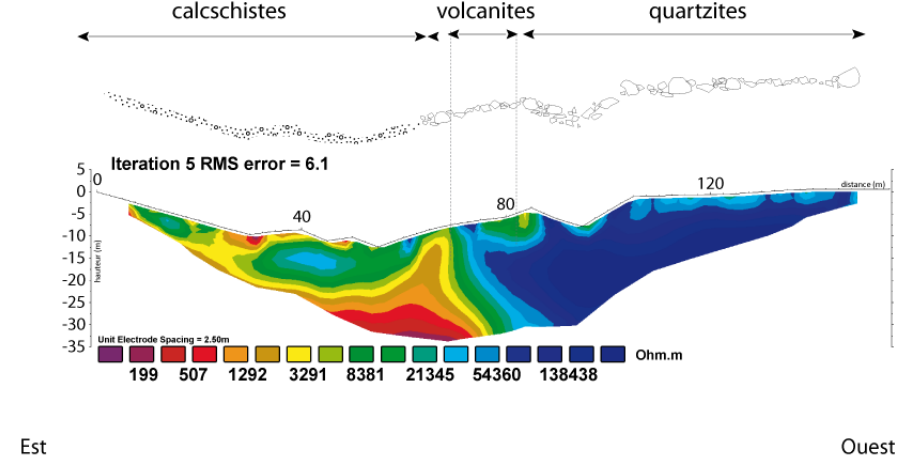 calcschistes volcanites quartzites
Iteration 5 RMS error = 6.1
5
0
-5
-10
-15
-20
-25
-30
-35
hauteur (m)
0
40
80
120
distance (m)
Unit Electrode Spacing = 2.50m
Ohm.m
199 507 1292 3291 8381 21345 54360 138438
Est Ouest